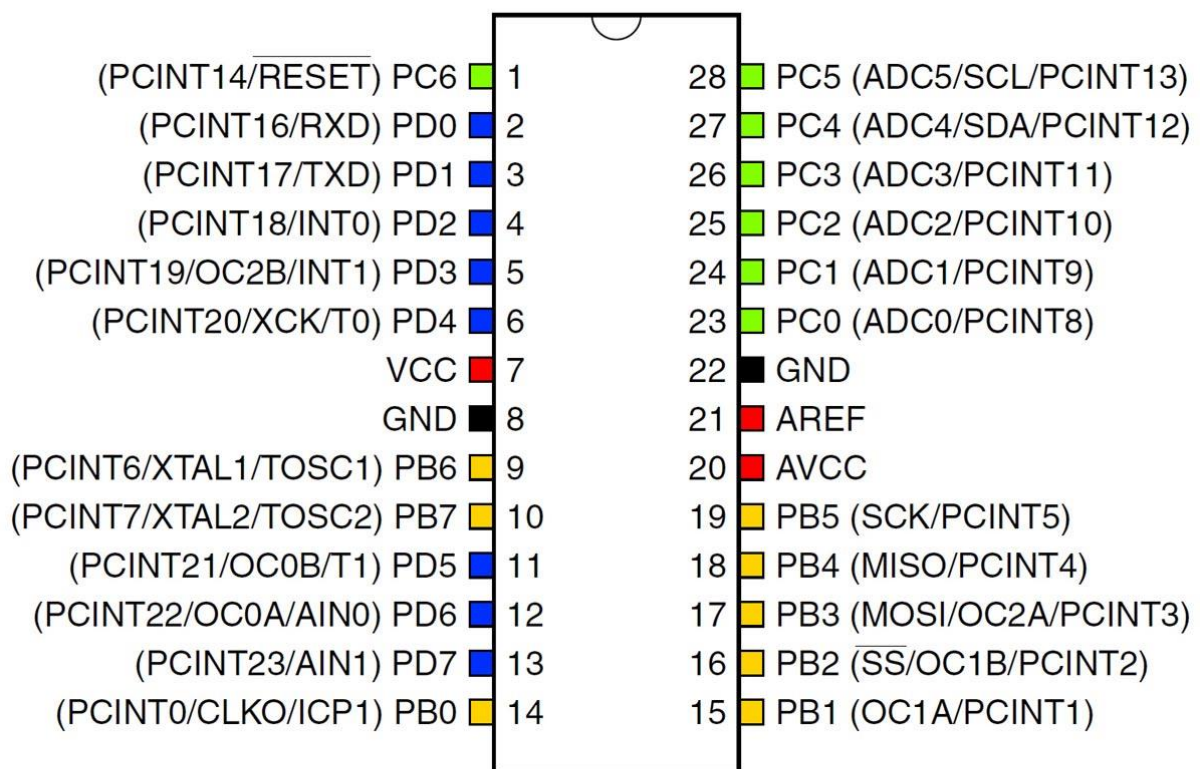 (PCINT14/RESET) PC6 1 28 PC5 (ADC5/SCL/PCINT13)
(PCINT16/RXD) PD0 2 27 PC4 (ADC4/SDA/PCINT12)
(PCINT17/TXD) PD1 3 26 PC3 (ADC3/PCINT11)
(PCINT18/INT0) PD2 4 25 PC2 (ADC2/PCINT10)
(PCINT19/OC2B/INT1) PD3 5 24 PC1 (ADC1/PCINT9)
(PCINT20/XCK/T0) PD4 6 23 PC0 (ADC0/PCINT8)
VCC 7 22 GND
GND 8 21 AREF
(PCINT6/XTAL1/TOSC1) PB6 9 20 AVCC
(PCINT7/XTAL2/TOSC2) PB7 10 19 PB5 (SCK/PCINT5)
(PCINT21/OC0B/T1) PD5 11 18 PB4 (MISO/PCINT4)
(PCINT22/OC0A/AIN0) PD6 12 17 PB3 (MOSI/OC2A/PCINT3)
(PCINT23/AIN1) PD7 13 16 PB2 (SS/OC1B/PCINT2)
(PCINT0/CLKO/ICP1) PB0 14 15 PB1 (OC1A/PCINT1)